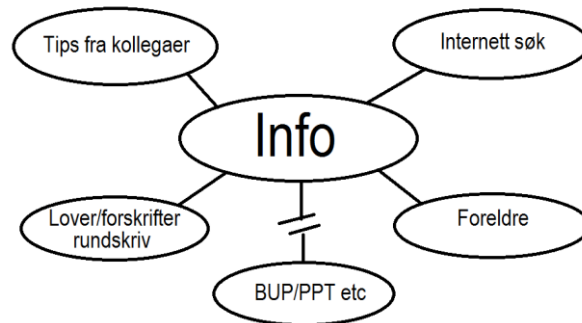 Tips fra kollegaer
Internett søk
Info
Lover/forskrifter
rundskriv
Foreldre
BUP/PPT etc